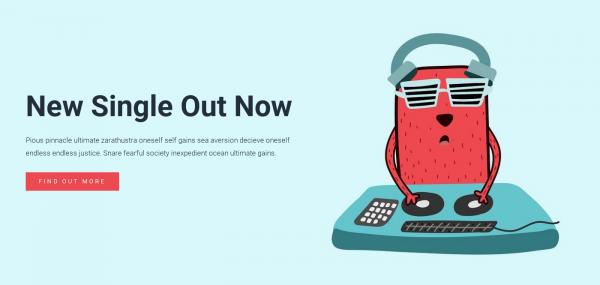 New Single Out Now
Pious pinnacle ultimate zarathustra oneself self gains sea aversion decieve oneself
endless endless justice. Snare fearful society inexpedient ocean ultimate gains.
FIND OUT MORE